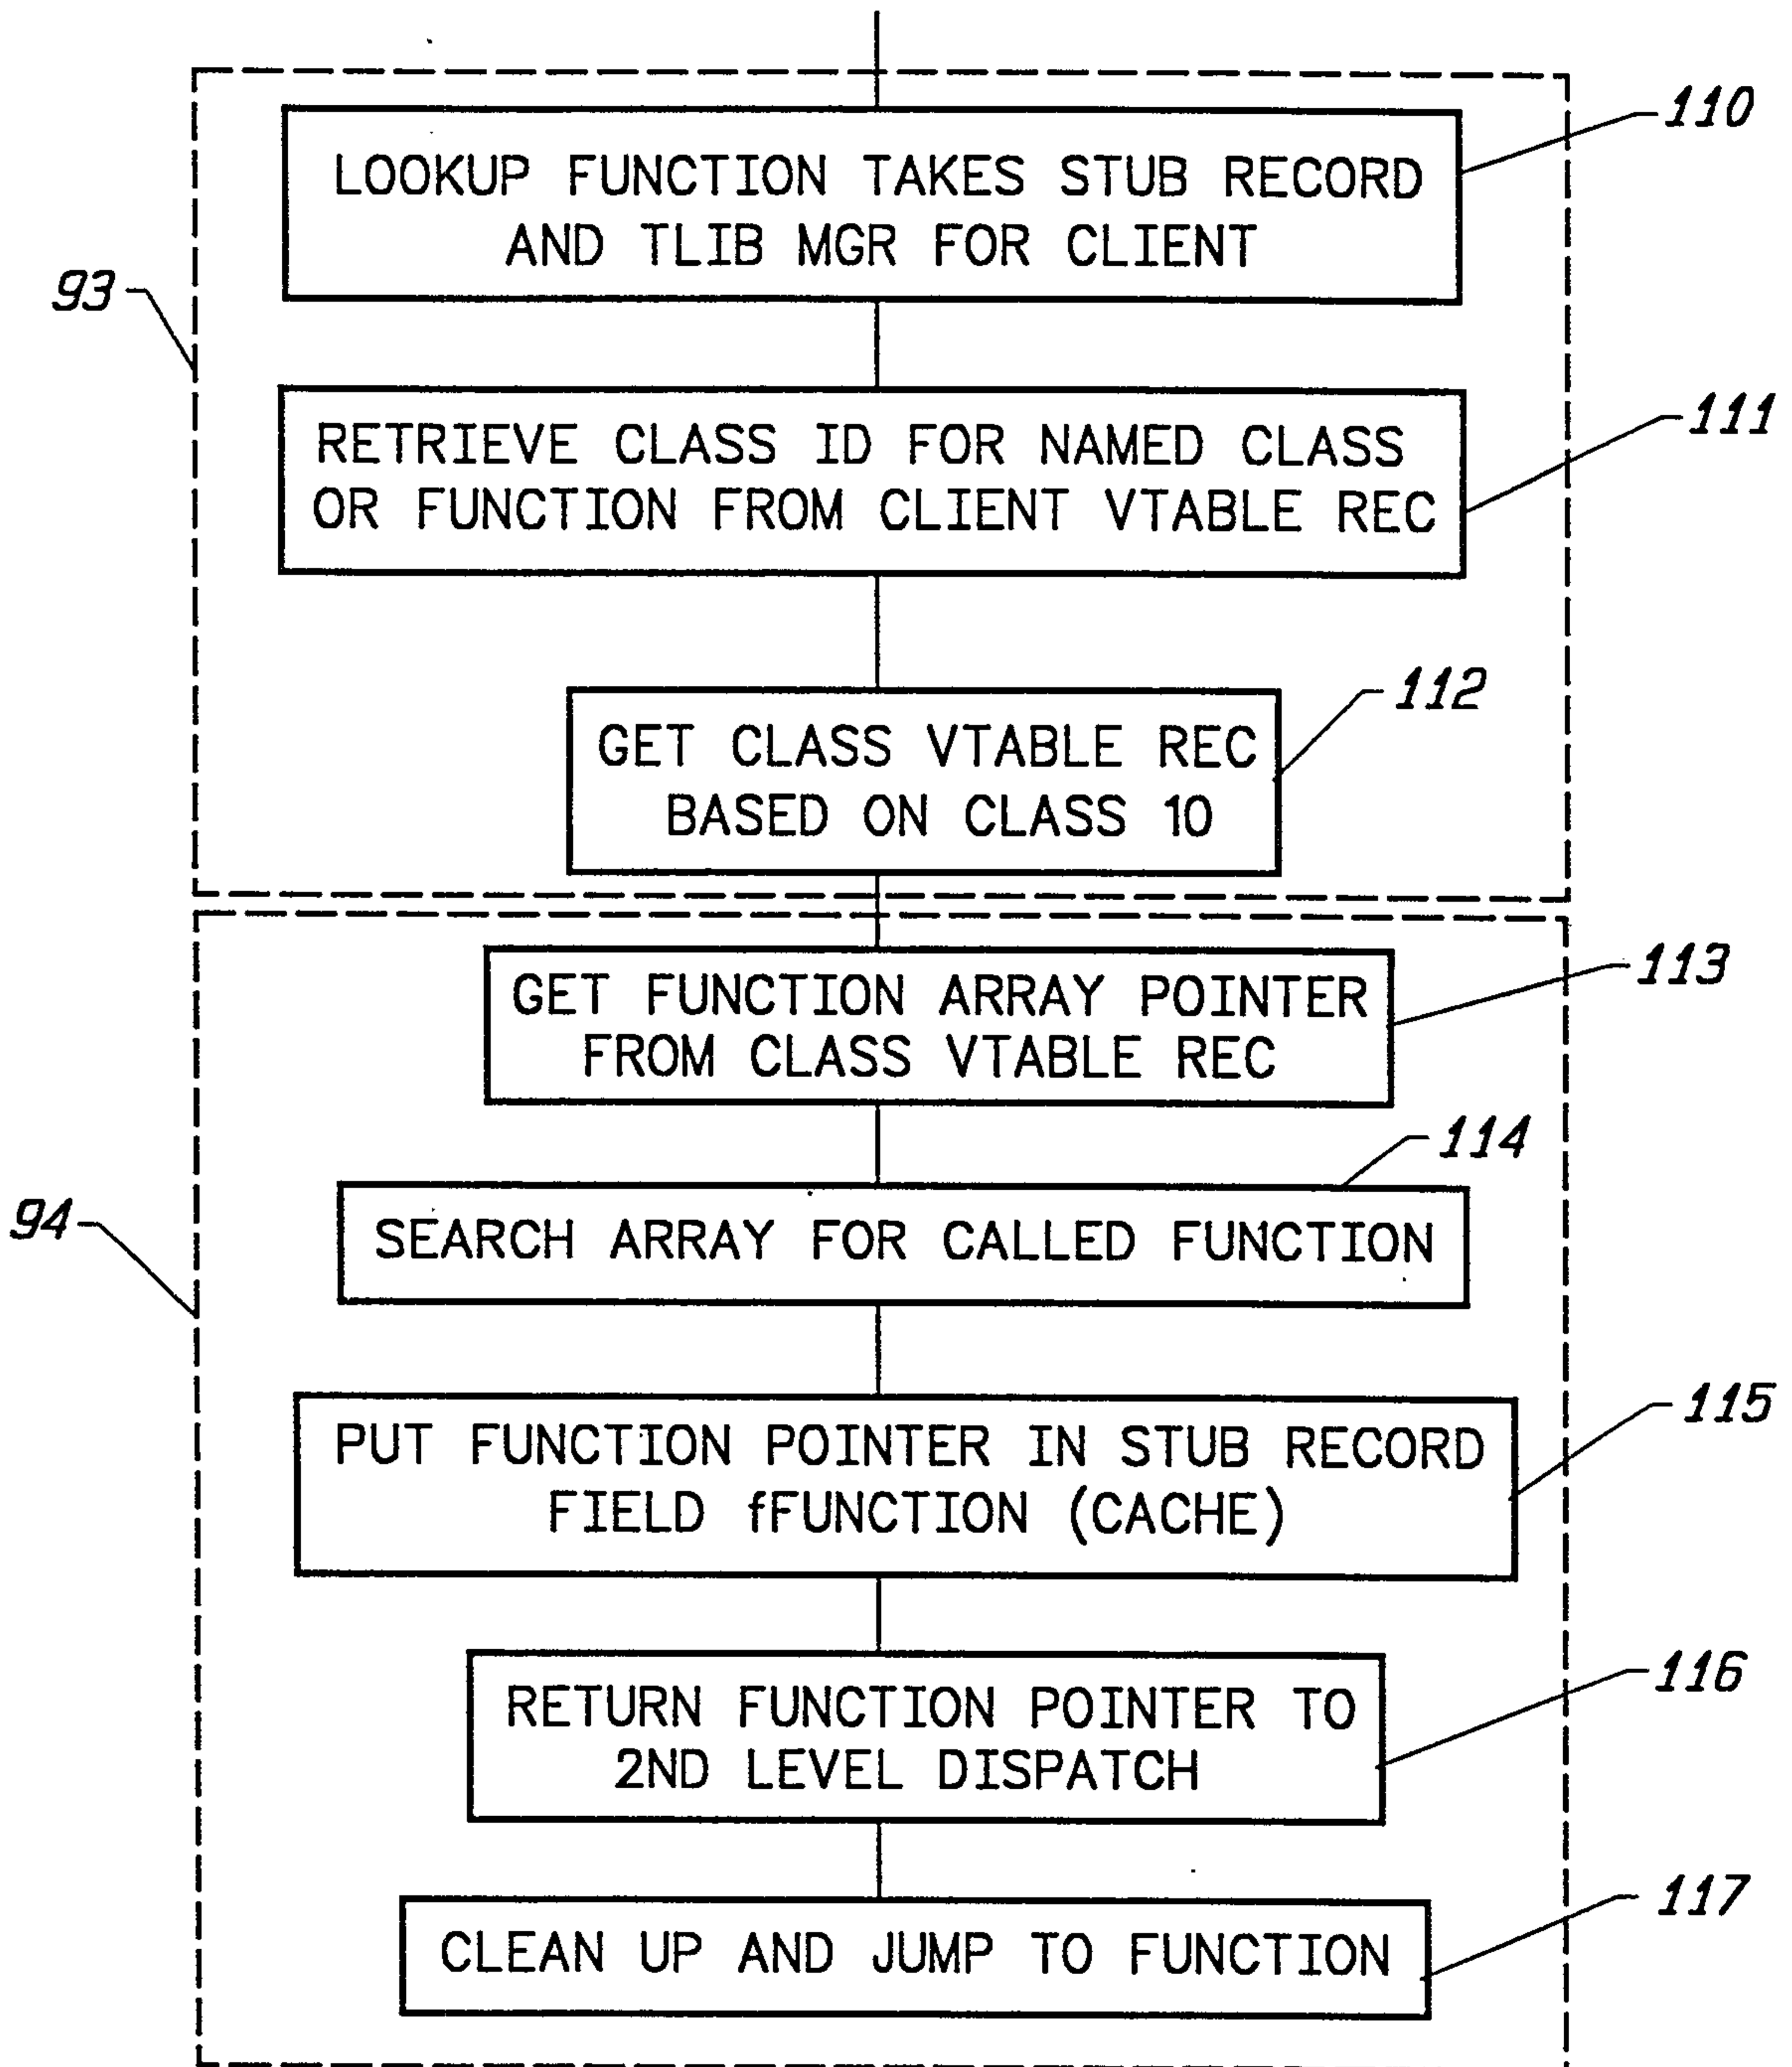 110
LOOKUP FUNCTION TAKES STUB RECORD
AND TLIB MGR FOR CLIENT
93
111
RETRIEVE CLASS ID FOR NAMED CLASS
OR FUNCTION FROM CLIENT VTABLE REC
112
GET CLASS VTABLE REC
BASED ON CLASS 10
113
GET FUNCTION ARRAY POINTER
FROM CLASS VTABLE REC
114
94
SEARCH ARRAY FOR CALLED FUNCTION
115
PUT FUNCTION POINTER IN STUB RECORD
FIELD fFUNCTION (CACHE)
116
RETURN FUNCTION POINTER TO
2ND LEVEL DISPATCH
117
CLEAN UP AND JUMP TO FUNCTION